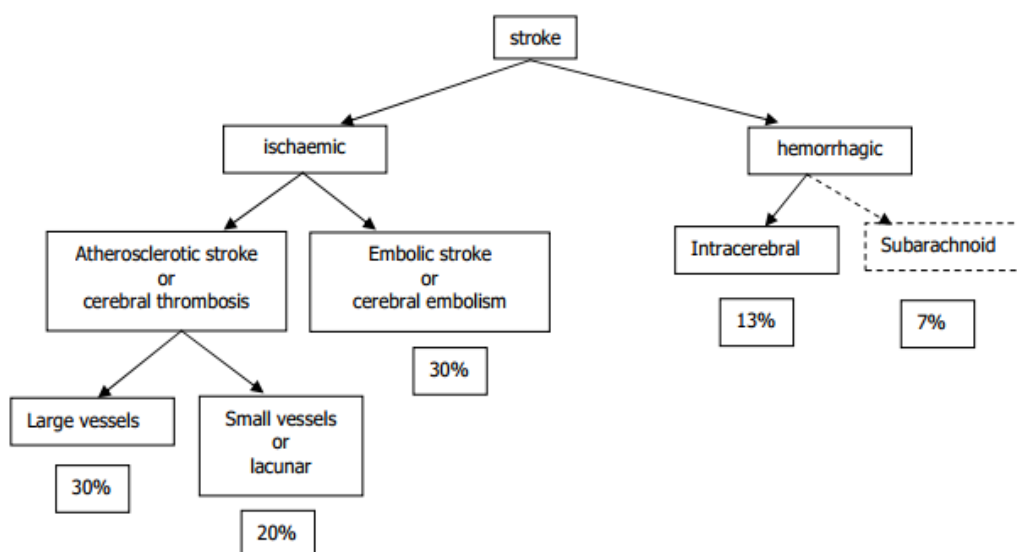 stroke
ischaemic
hemorrhagic
Atherosclerotic stroke
or
cerebral thrombosis
Embolic stroke
or
cerebral embolism
Intracerebral
Subarachnoid
13%
7%
30%
Large vessels
Small vessels
or
lacunar
30%
20%